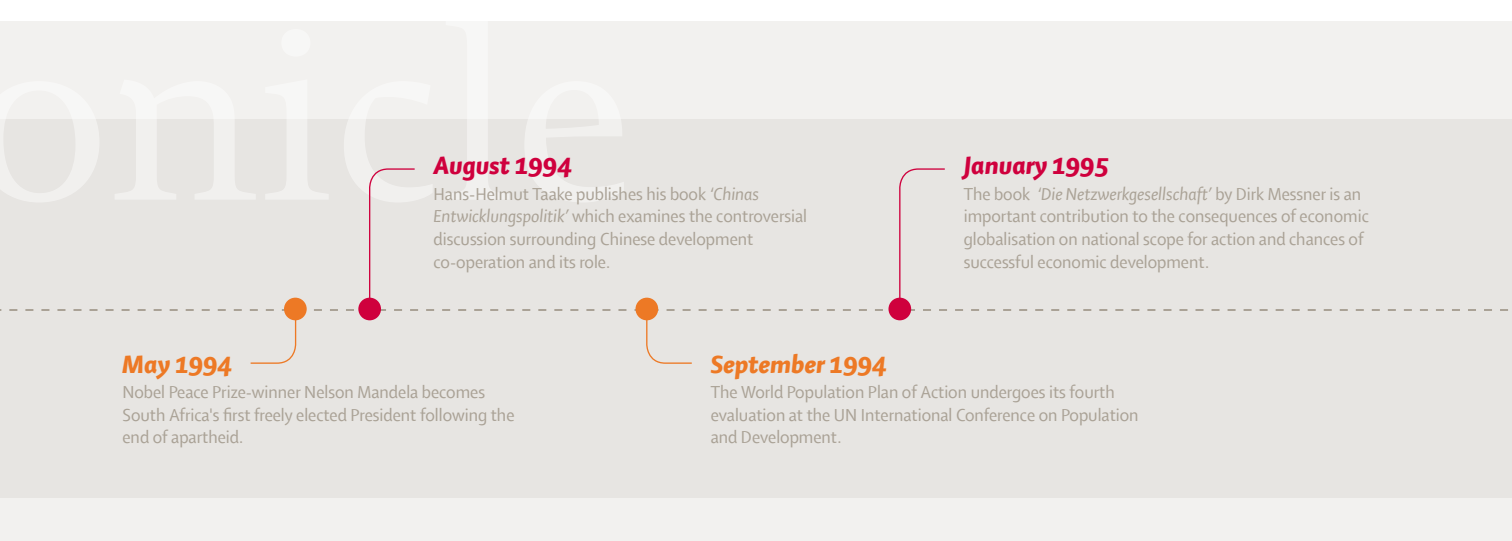 onicle
August 1994
Hans-Helmut Taake publishes his book ‘Chinas
Entwicklungspolitik’ which examines the controversial
discussion surrounding Chinese development
co-operation and its role.
January 1995
The book ‘Die Netzwerkgesellschaft’ by Dirk Messner is an
important contribution to the consequences of economic
globalisation on national scope for action and chances of
successful economic development.
May 1994
Nobel Peace Prize-winner Nelson Mandela becomes
South Africa's first freely elected President following the
end of apartheid.
September 1994
The World Population Plan of Action undergoes its fourth
evaluation at the UN International Conference on Population
and Development.